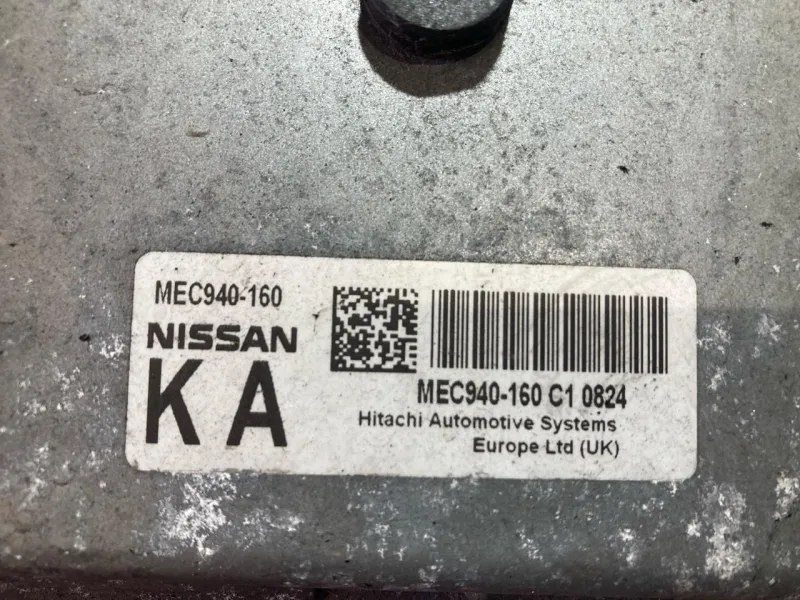 MEC940-160
NISSAN
KA
MEC940-160 C1 0824
Hitachi Automotive Systems
Europe Ltd (UK)